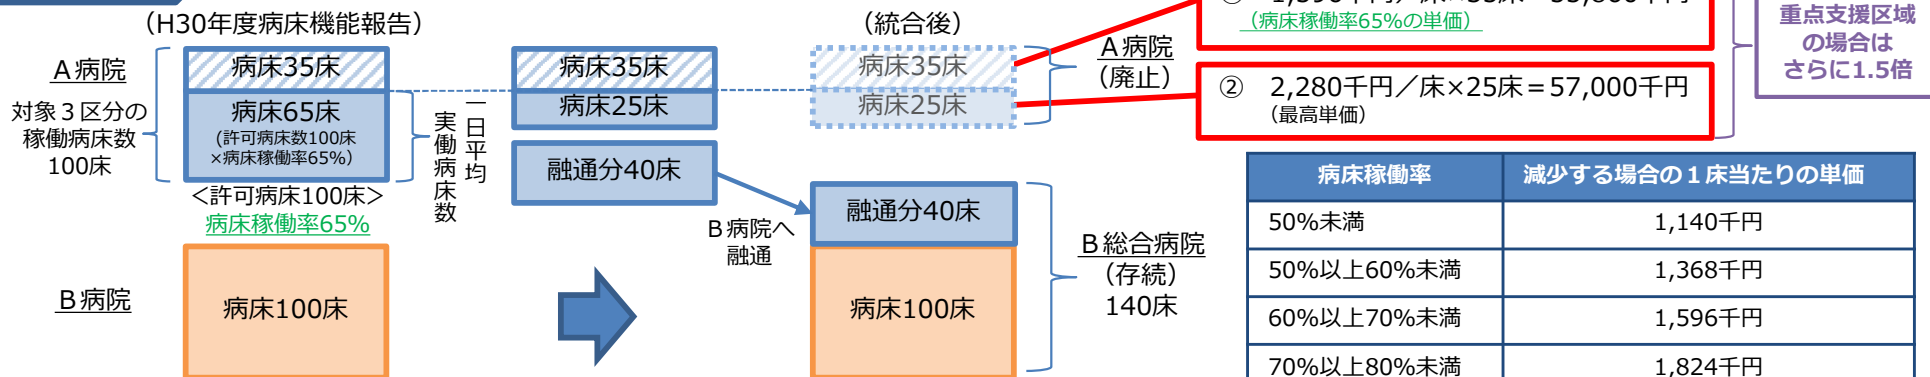 （H30年度病床機能報告）
A病院
対象３区分の
稼働病床数
100床
病床35床
病床65床
(許可病床数100床
×病床稼働率65%）
＜許可病床100床＞
病床稼働率65%
一日平均
実働病床数
B病院
病床100床
病床35床
病床25床
融通分40床
B病院へ
融通
（統合後）
病床35床
病床25床
A病院
（廃止）
融通分40床
病床100床
B総合病院
（存続）
140床
（病床稼働率65%の単価）
② 2,280千円／床×25床＝57,000千円
（最高単価）
重点支援区域
の場合は
さらに1.5倍
病床稼働率 減少する場合の１床当たりの単価
50%未満 1,140千円
50%以上60%未満 1,368千円
60%以上70%未満 1,596千円
70%以上80%未満 1,824千円